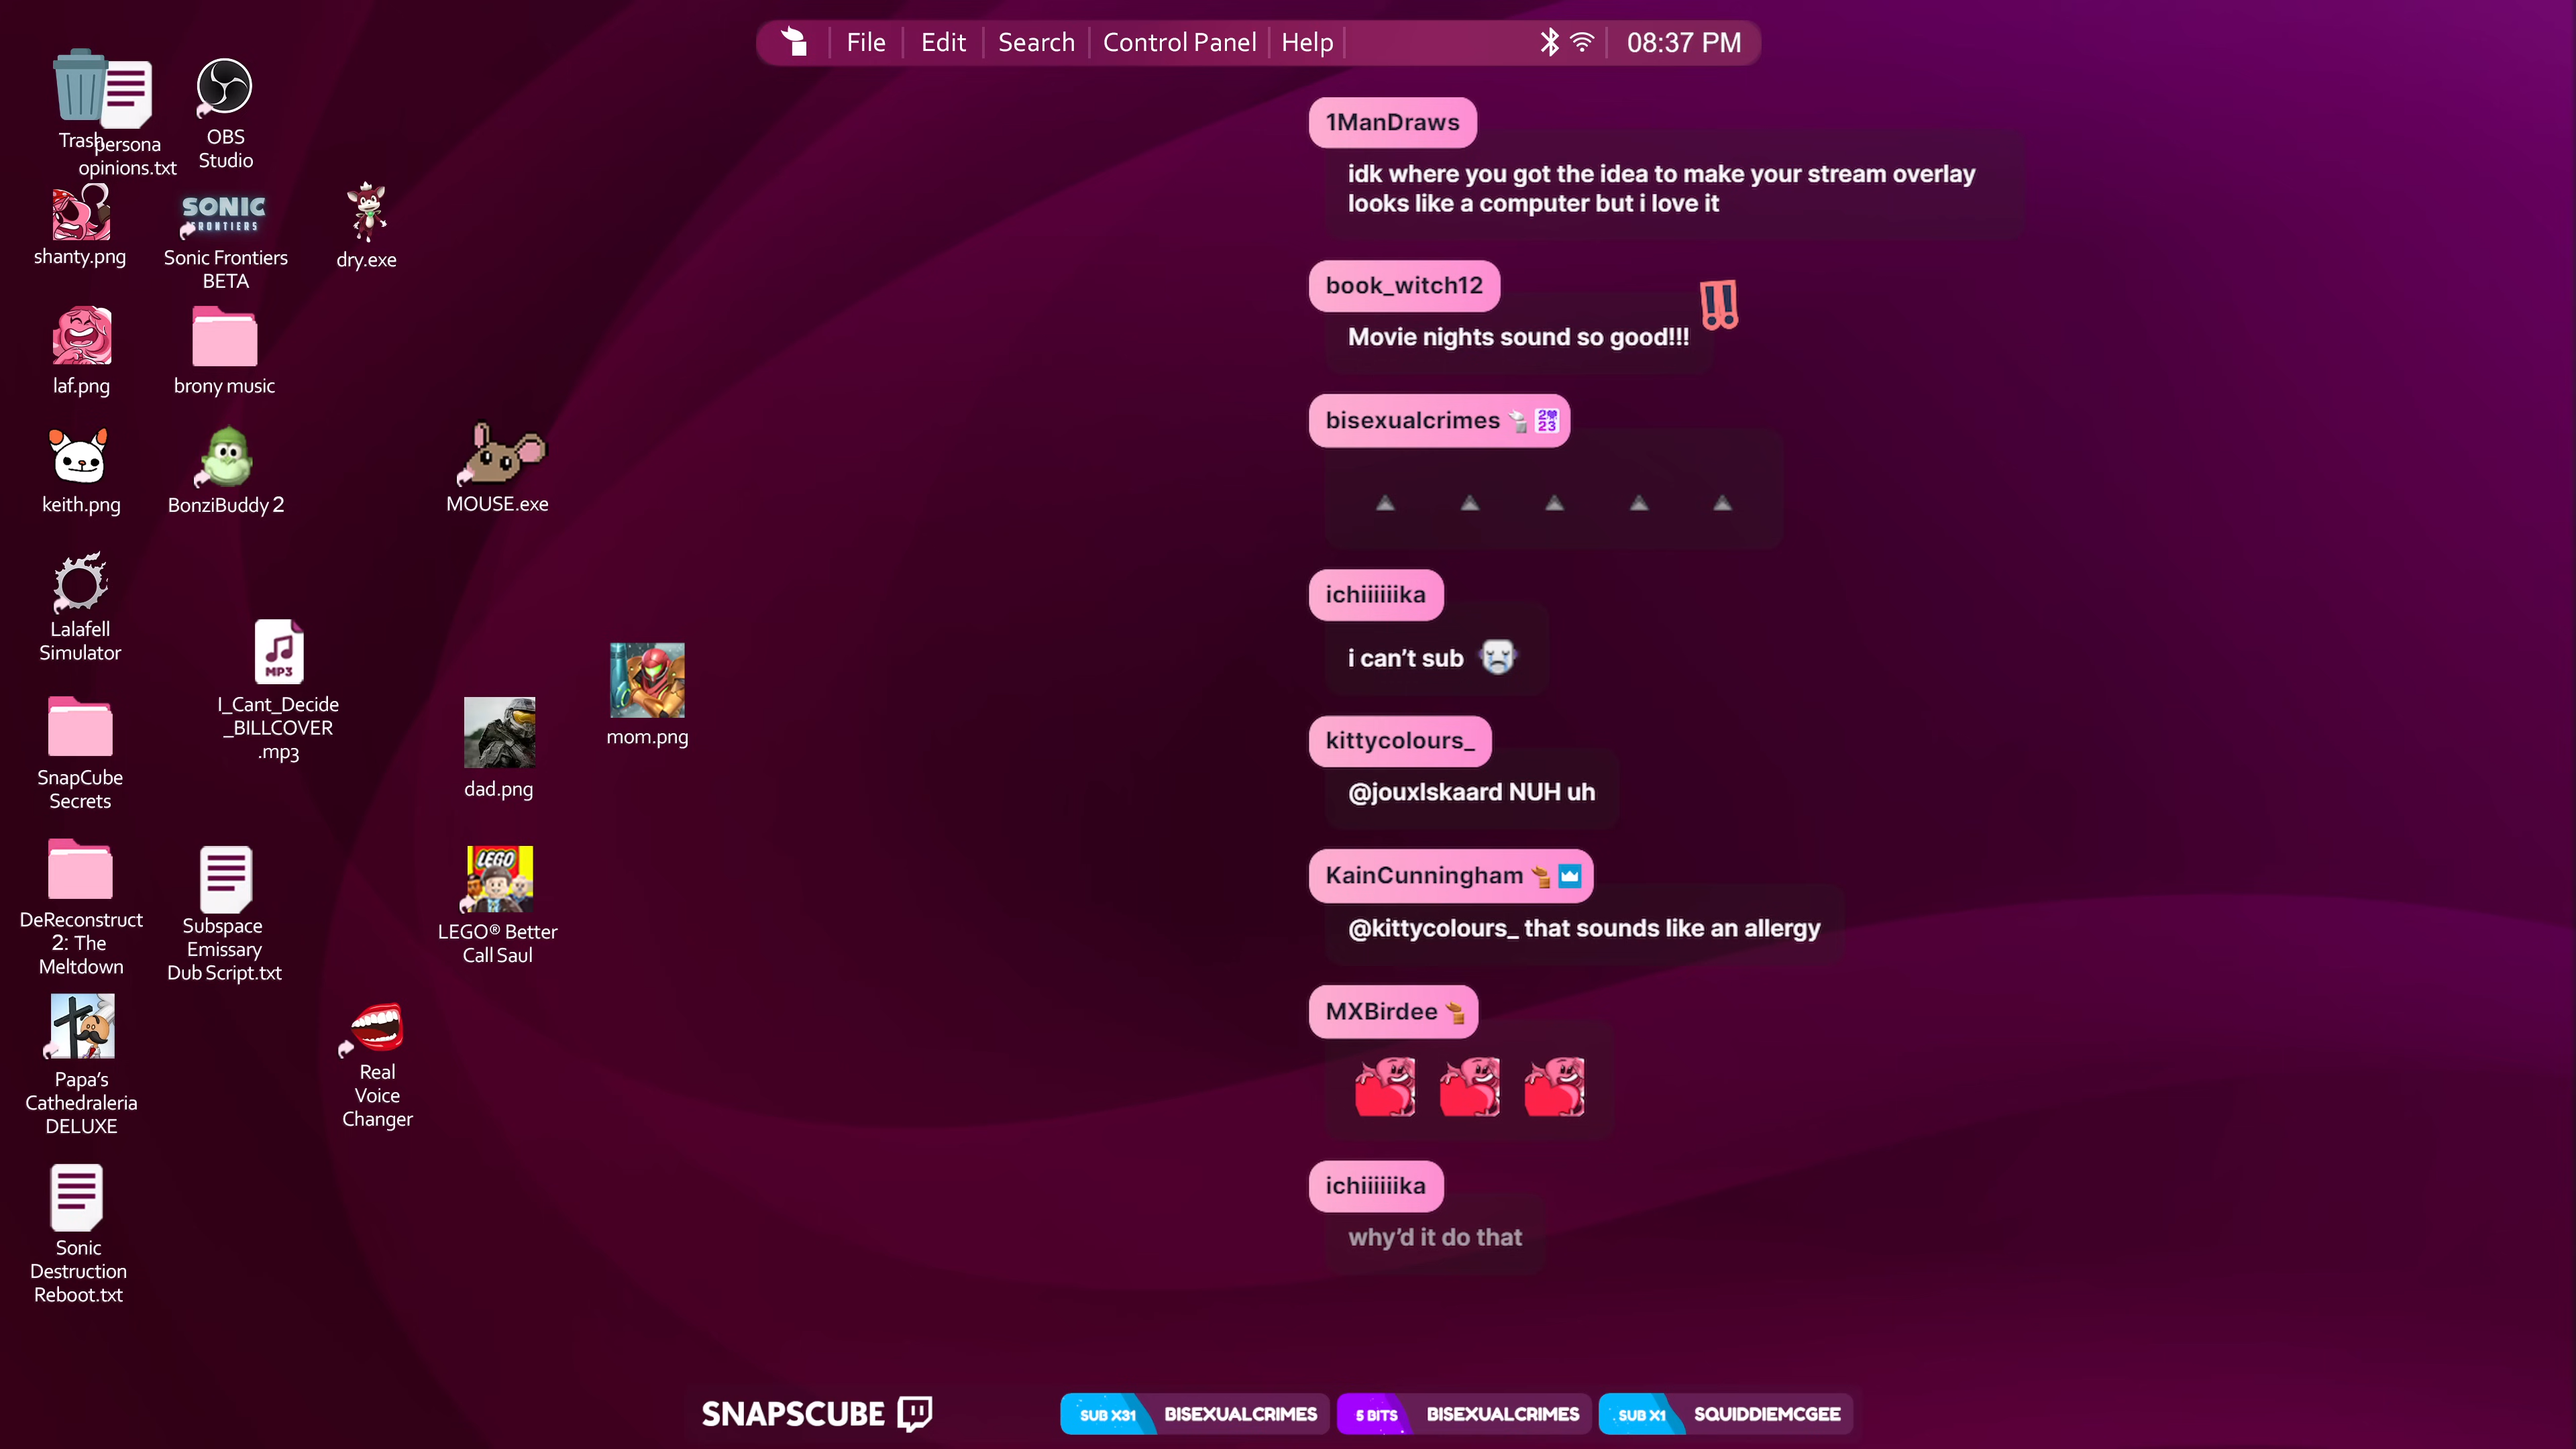 File
Edit
Search
Control Panel
Help
08:37 PM
Trash
persona
opinions.txt
OBS
Studio
shanty.png
SONIC
FRONTIERS
Sonic Frontiers
BETA
dry.exe
laf.png
brony music
keith.png
BonziBuddy 2
MOUSE.exe
Lalafell
Simulator
MP3
I_Cant_Decide
_BILLCOVER
.mp3
mom.png
dad.png
SnapCube
Secrets
DeReconstruct
2: The
Meltdown
Subspace
Emissary
Dub Script.txt
LEGO
LEGO® Better
Call Saul
Papa's
Cathedraleria
DELUXE
Real
Voice
Changer
Sonic
Destruction
Reboot.txt
1ManDraws
idk where you got the idea to make your stream overlay
looks like a computer but i love it
book_witch12
!!
Movie nights sound so good!!!
bisexualcrimes
2 23
ichiiiiiika
i can't sub
kittycolours_
@jouxlskaard NUH uh
KainCunningham
@kittycolours_ that sounds like an allergy
MXBirdee
ichiiiiiika
why'd it do that
SNAPSCUBE
SUB X31 BISEXUALCRIMES
5 BITS BISEXUALCRIMES
SUB X1 SQUIDDIEMCGEE